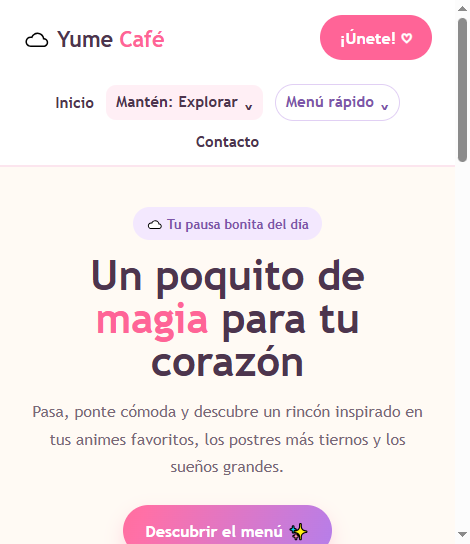 Yume Café
¡Únete! ♡
Inicio
Mantén: Explorar
Menú rápido
Contacto
Tu pausa bonita del día
Un poquito de
magia para tu
corazón
Pasa, ponte cómoda y descubre un rincón inspirado en
tus animes favoritos, los postres más tiernos y los
sueños grandes.
Descubrir el menú ✨